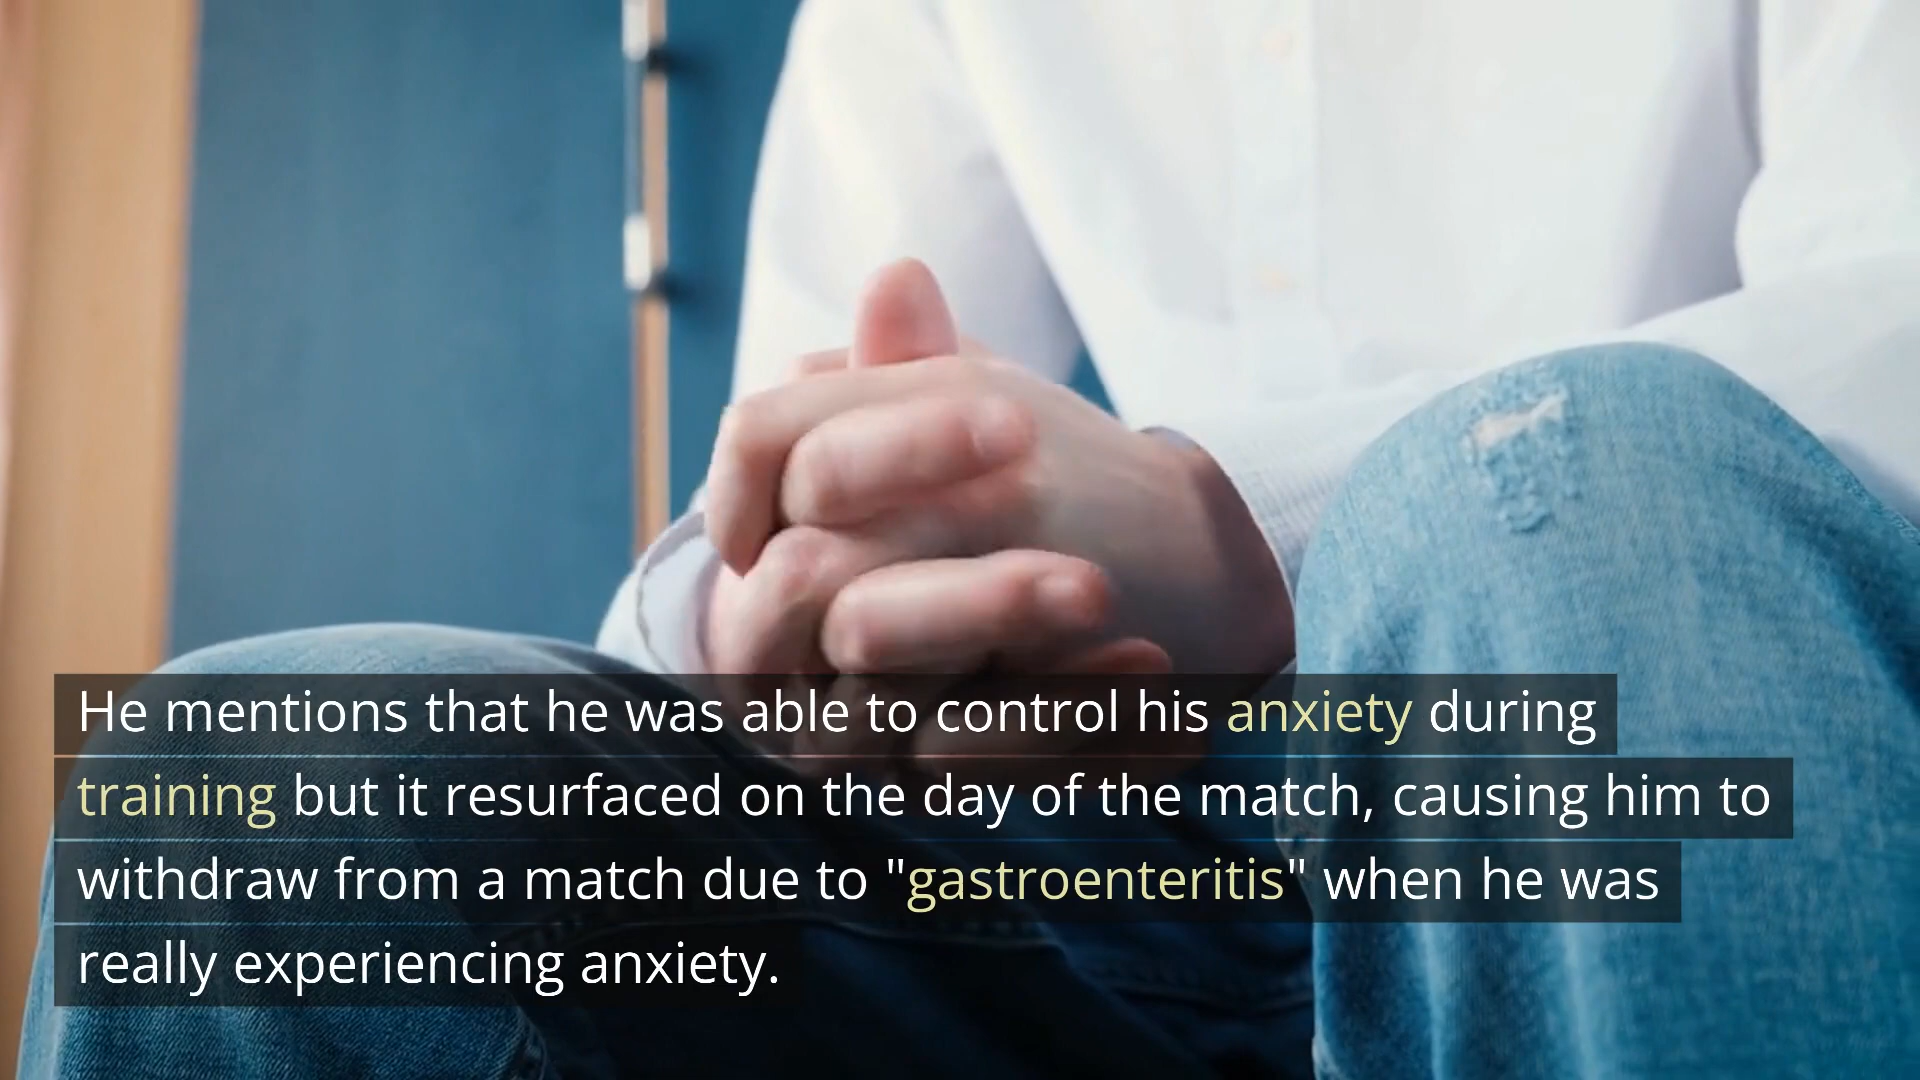 He mentions that he was able to control his anxiety during
training but it resurfaced on the day of the match, causing him to
withdraw from a match due to "gastroenteritis" when he was
really experiencing anxiety.